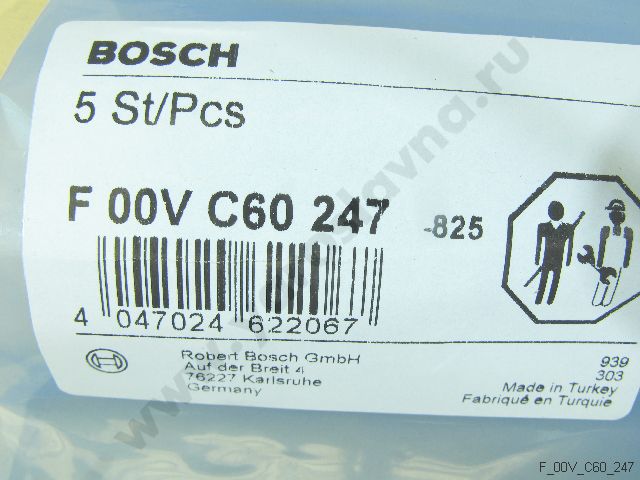 BOSCH
5 St/Pcs
F 00V C60 247
-825
4 047024 622067
Robert Bosch GmbH
Auf der Breit 4
76227 Karlsruhe
Germany
939
303
Made in Turkey
Fabriqué en Turquie
F_00V_C60_247